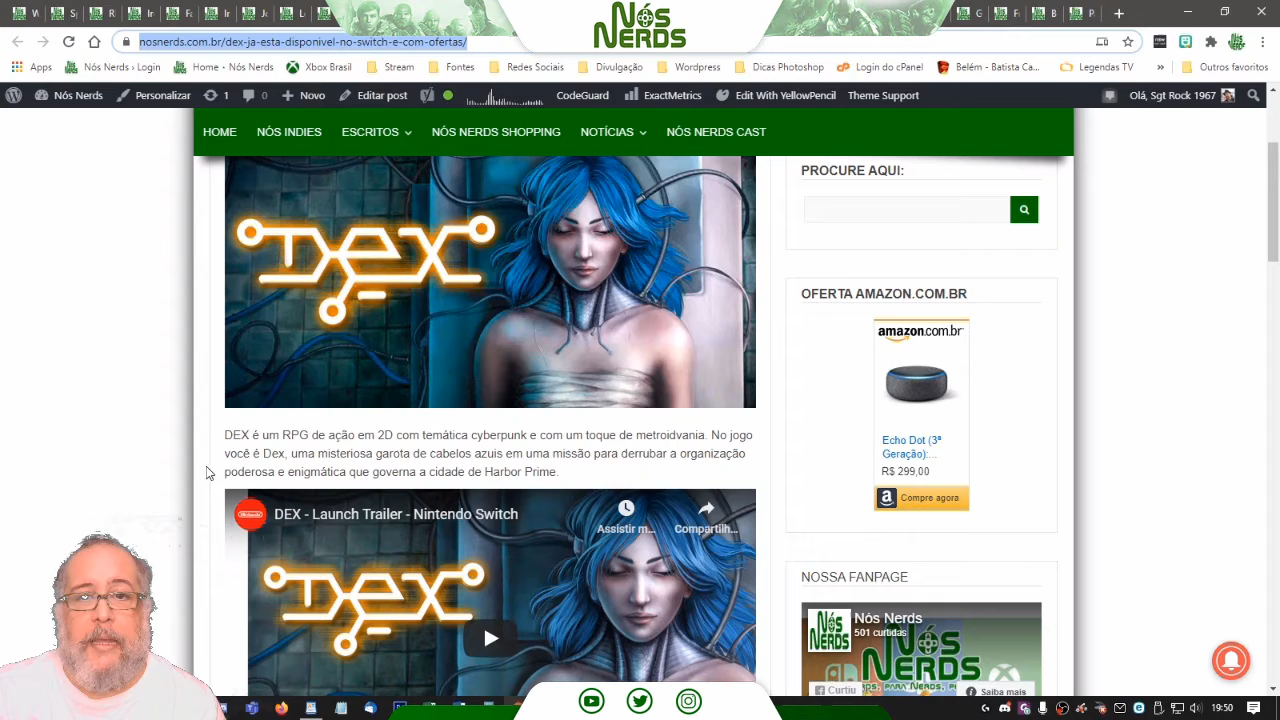 NÓS
NERDS
G
F
B
P
nosnerds.com.br/dex-ja-esta-disponivel-no-switch-e-com-ofertas/
Apps
Nós Nerds › Login
Home - Nós Nerds
Xbox Brasil
Stream
Fontes
Redes Sociais
Divulgação
Wordpress
Dicas Photoshop
Login do cPanel
Belém - Batista Ca...
Legendas TV
»
Outros favoritos
Nós Nerds
Personalizar
1
0
Novo
Editar post
CodeGuard
ExactMetrics
Edit With YellowPencil
Theme Support
Olá, Sgt Rock 1967
HOME
NÓS INDIES
ESCRITOS
NÓS NERDS SHOPPING
NOTÍCIAS
NÓS NERDS CAST
DEX
PROCURE AQUI:
OFERTA AMAZON.COM.BR
amazon.com.br
Echo Dot (3ª
Geração):...
R$ 299,00
Compre agora
DEX é um RPG de ação em 2D com temática cyberpunk e com um toque de metroidvania. No jogo
você é Dex, uma misteriosa garota de cabelos azuis em uma missão para derrubar a organização
poderosa e enigmática que governa a cidade de Harbor Prime.
Nintendo
DEX - Launch Trailer - Nintendo Switch
Assistir m...
Compartilh...
DEX
NOSSA FANPAGE
NÓS
NERDS
Nós Nerds
501 curtidas
NÓS
NERDS
Curtiu
Saiba mais
19:50